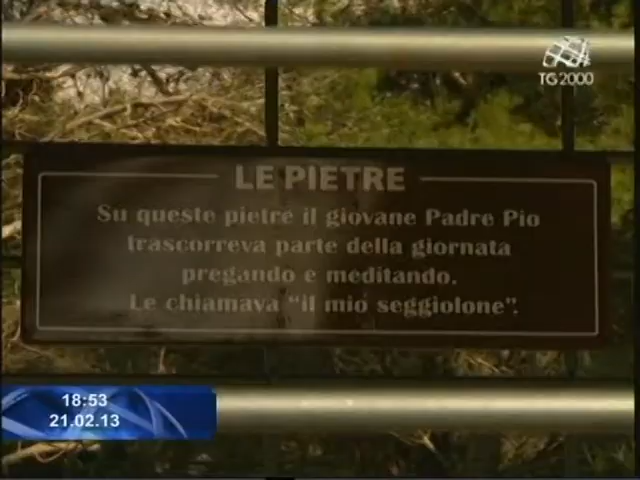 TG2000
LE PIETRE
Su queste pietre il giovane Padre Pio
trascorreva parte della giornata
pregando e meditando.
Le chiamava "il mio seggiolone".
18:53
21.02.13